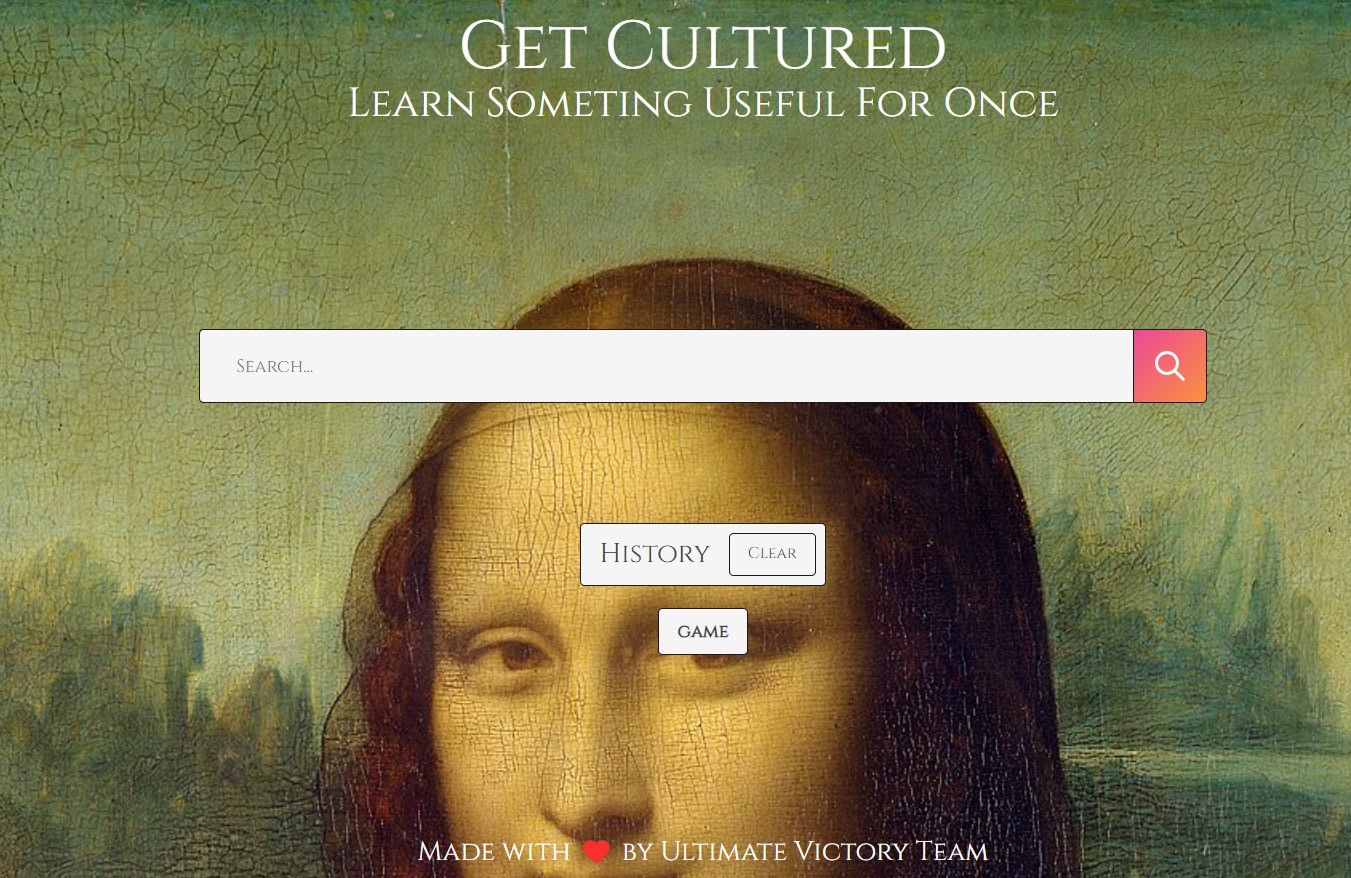 Get Cultured
Learn Someting Useful For Once
Search...
History Clear
GAME
Made with ❤ by Ultimate Victory Team